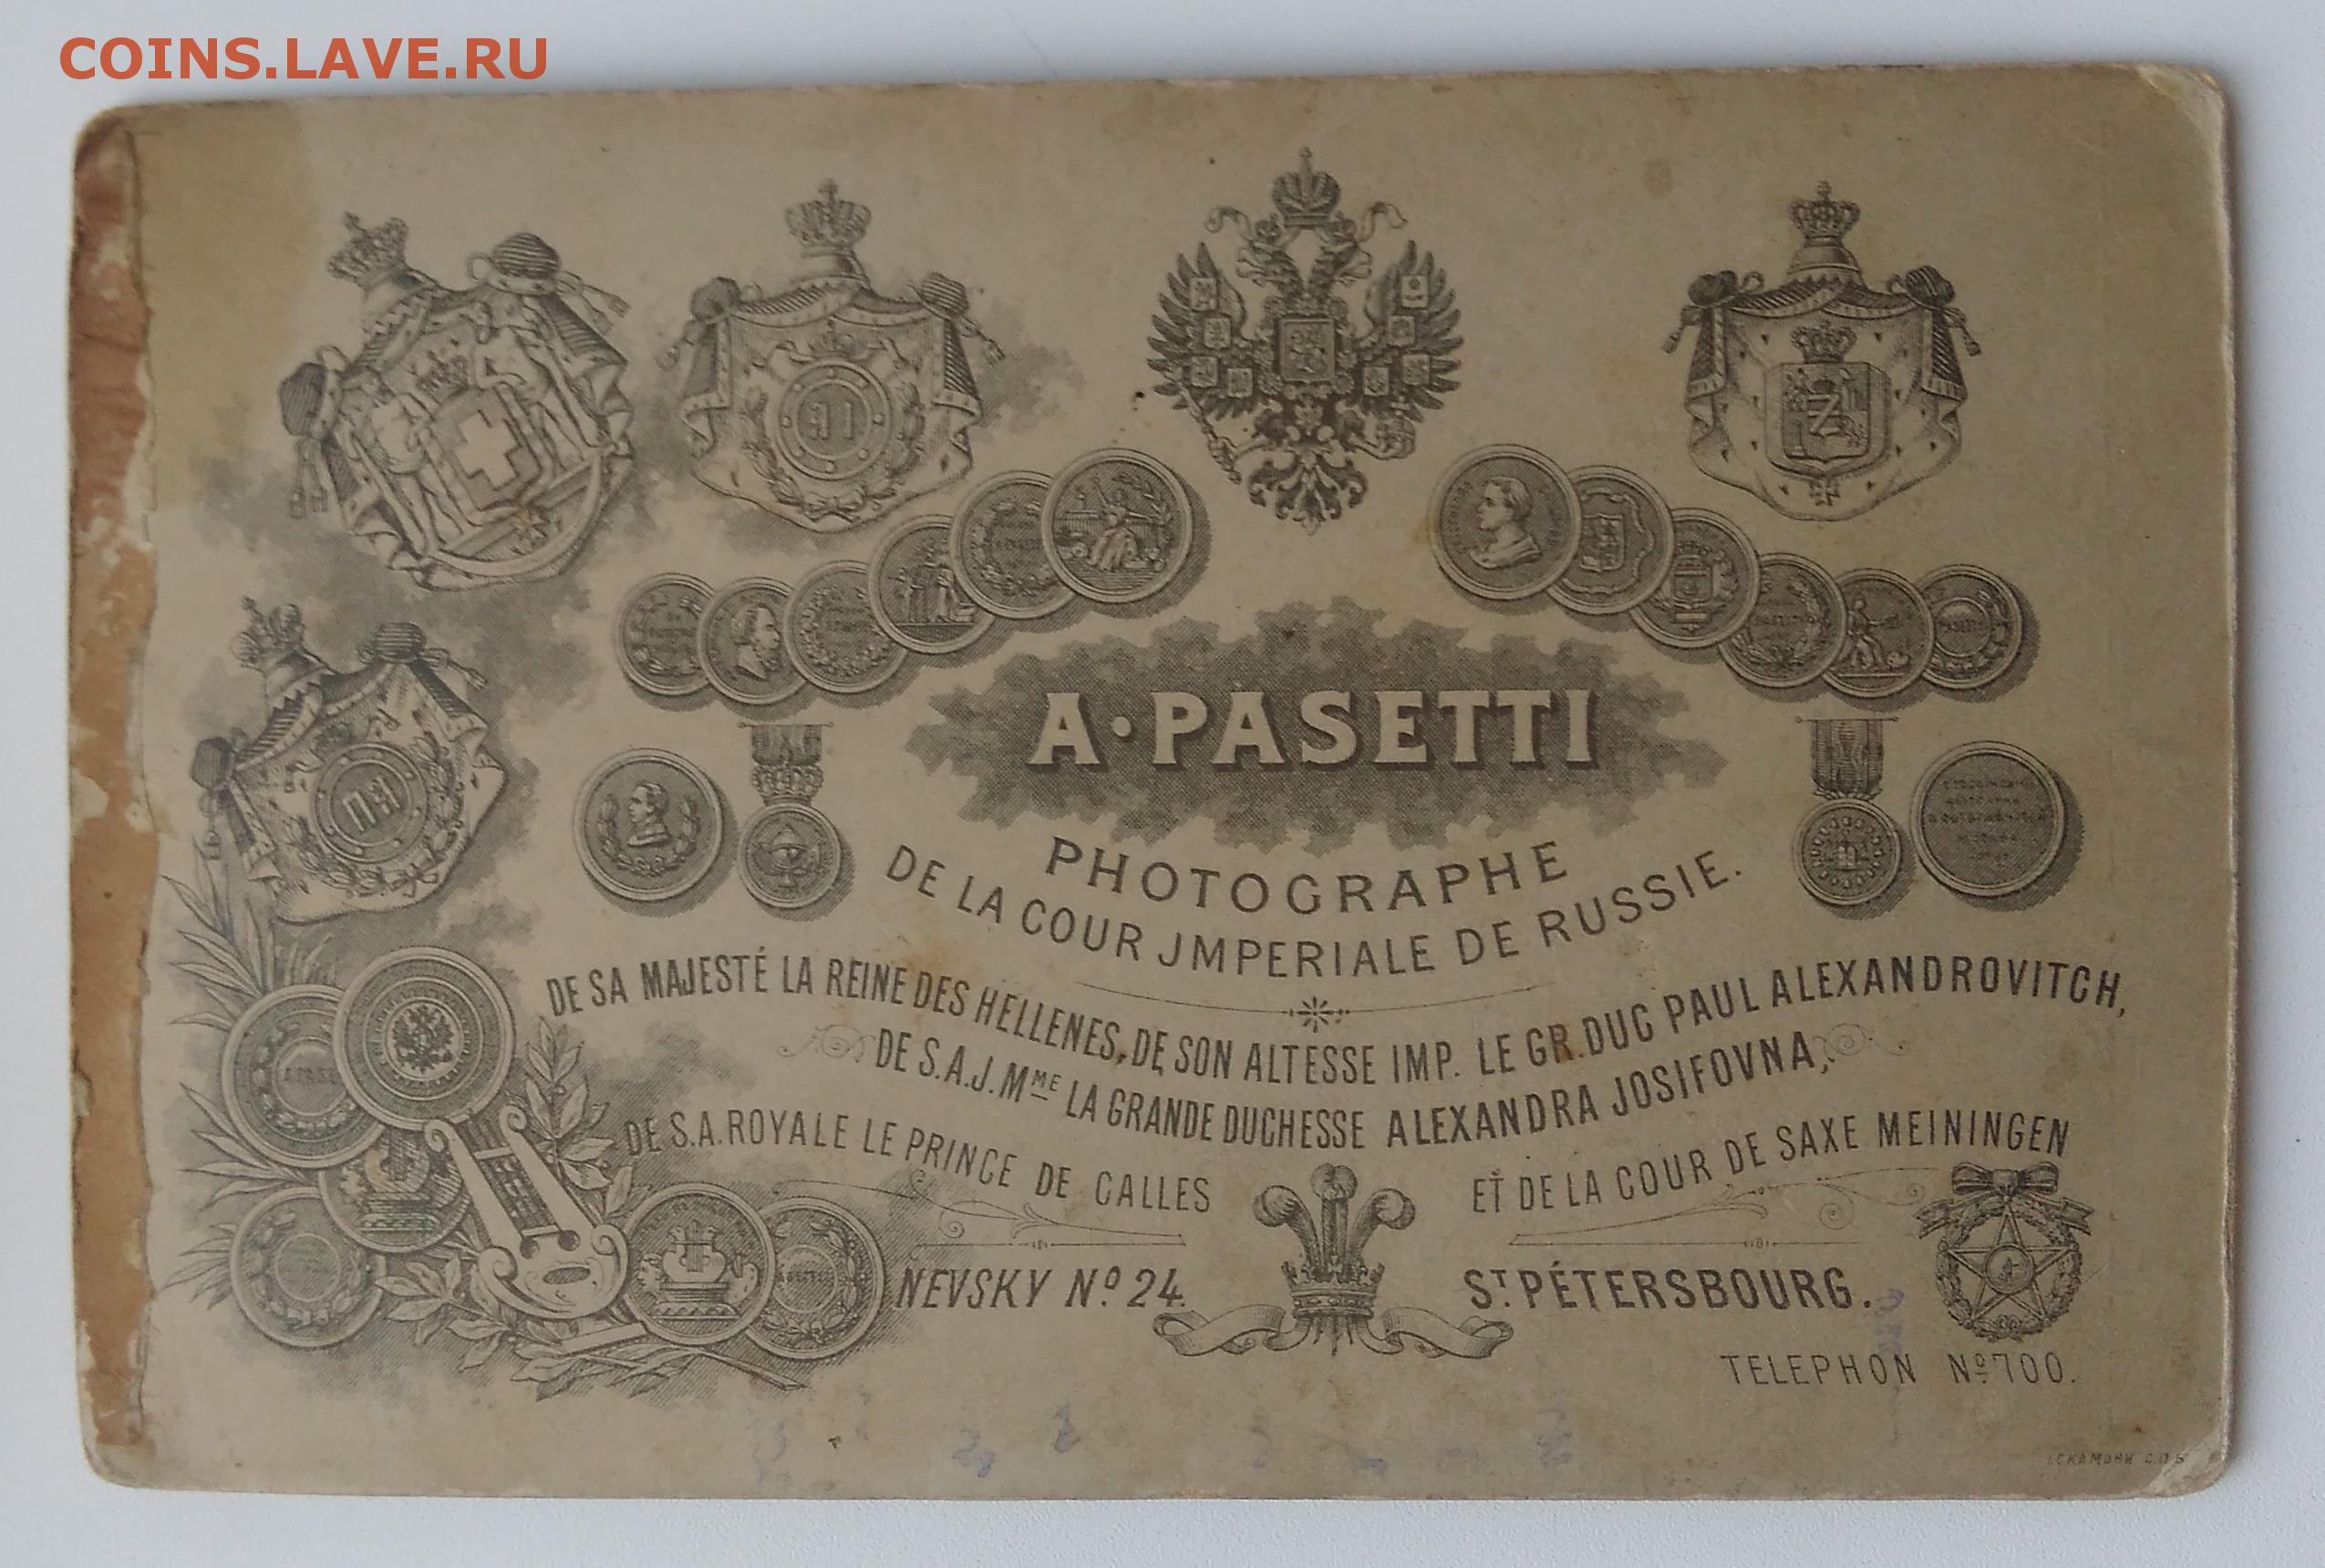 COINS.LAVE.RU
A·PASETTI
PHOTOGRAPHE
DE LA COUR JMPERIALE DE RUSSIE.
DE SA MAJESTÉ LA REINE DES HELLENES, DE SON ALTESSE IMP. LE GR. DUC PAUL ALEXANDROVITCH,
DE S.A.J. Mme LA GRANDE DUCHESSE ALEXANDRA JOSIFOVNA,
DE S.A. ROYALE LE PRINCE DE CALLES ET DE LA COUR DE SAXE MEININGEN
NEVSKY No 24. ST. PÉTERSBOURG.
TELEPHON No 700.
С.П.Б